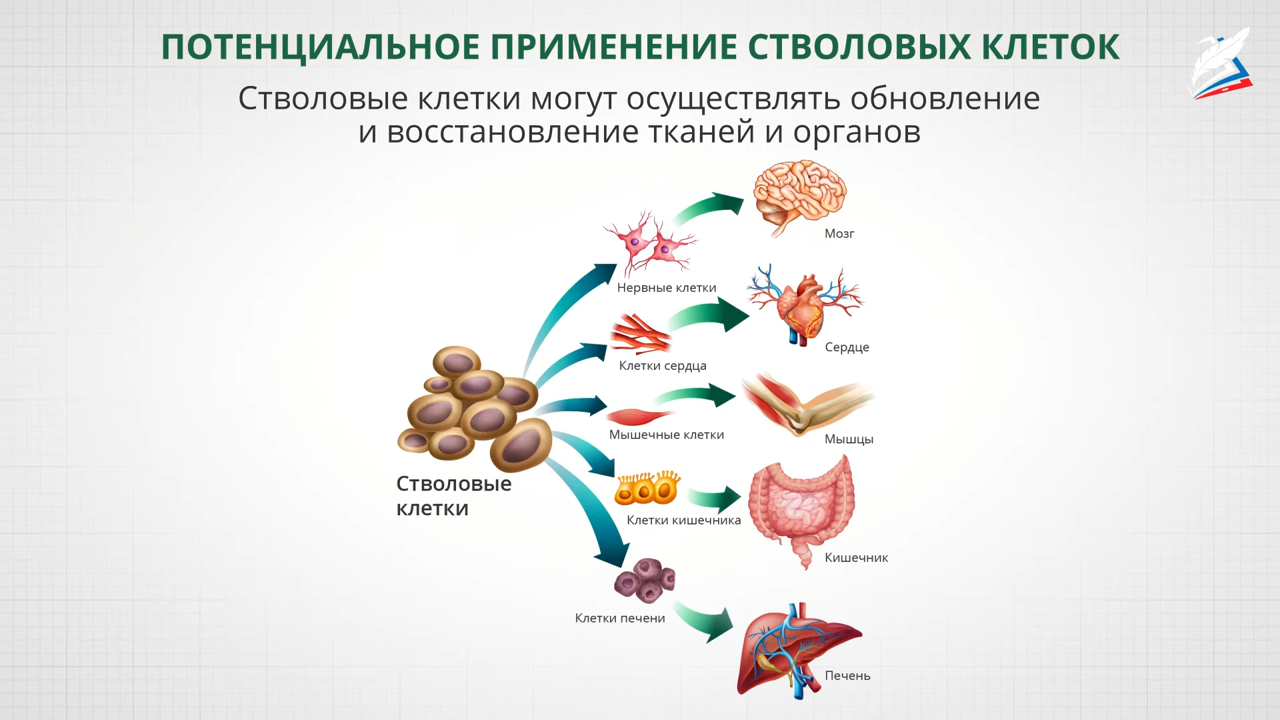 ПОТЕНЦИАЛЬНОЕ ПРИМЕНЕНИЕ СТВОЛОВЫХ КЛЕТОК
Стволовые клетки могут осуществлять обновление
и восстановление тканей и органов
Мозг
Нервные клетки
Сердце
Клетки сердца
Мышечные клетки
Мышцы
Стволовые
клетки
Клетки кишечника
Кишечник
Клетки печени
Печень